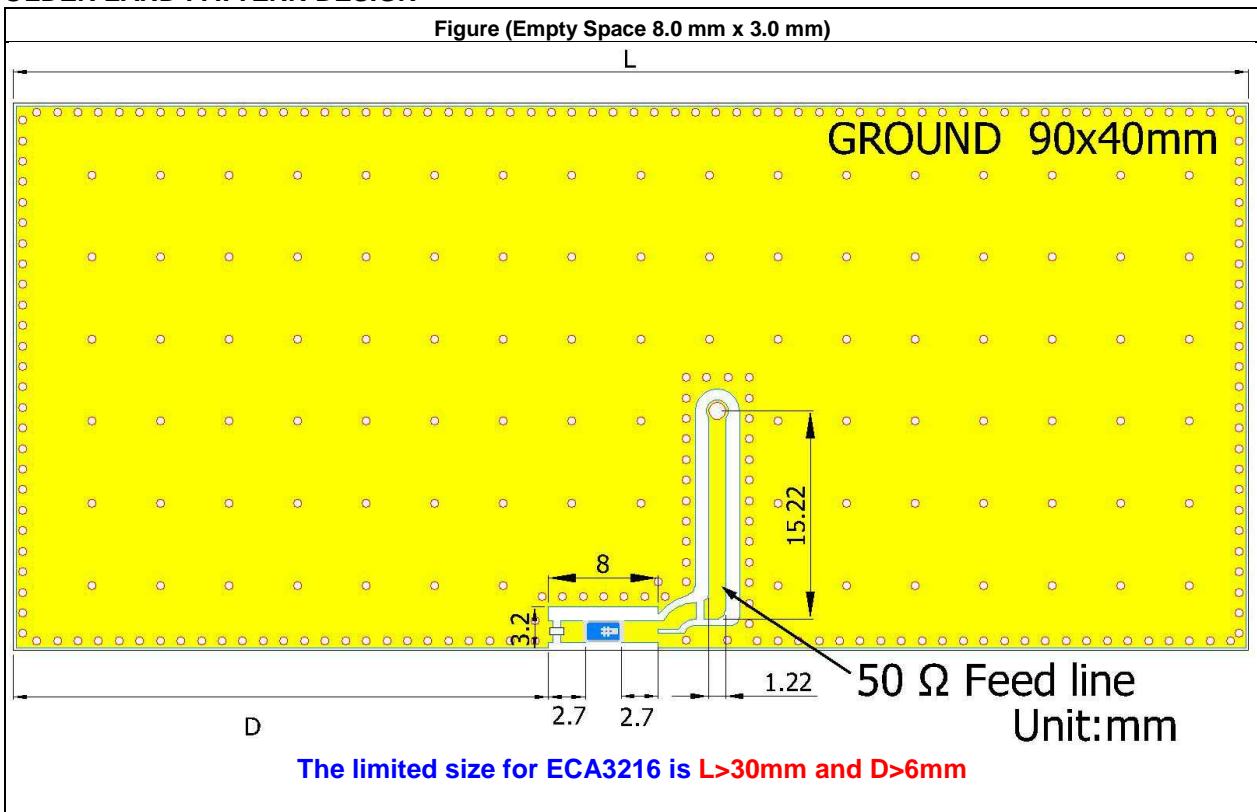 Figure (Empty Space 8.0 mm x 3.0 mm)
L
GROUND 90x40mm
15.22
8
3.2
1.22
50 Ω Feed line
2.7
2.7
D
Unit:mm
The limited size for ECA3216 is L>30mm and D>6mm